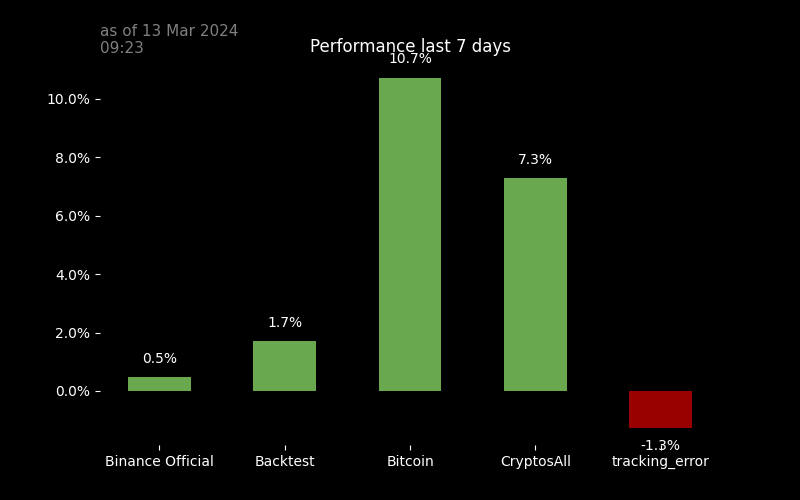 as of 13 Mar 2024
09:23
Performance last 7 days
10.7%
10.0%
8.0%
7.3%
6.0%
4.0%
2.0%
1.7%
0.5%
0.0%
-1.3%
Binance Official
Backtest
Bitcoin
CryptosAll
tracking_error